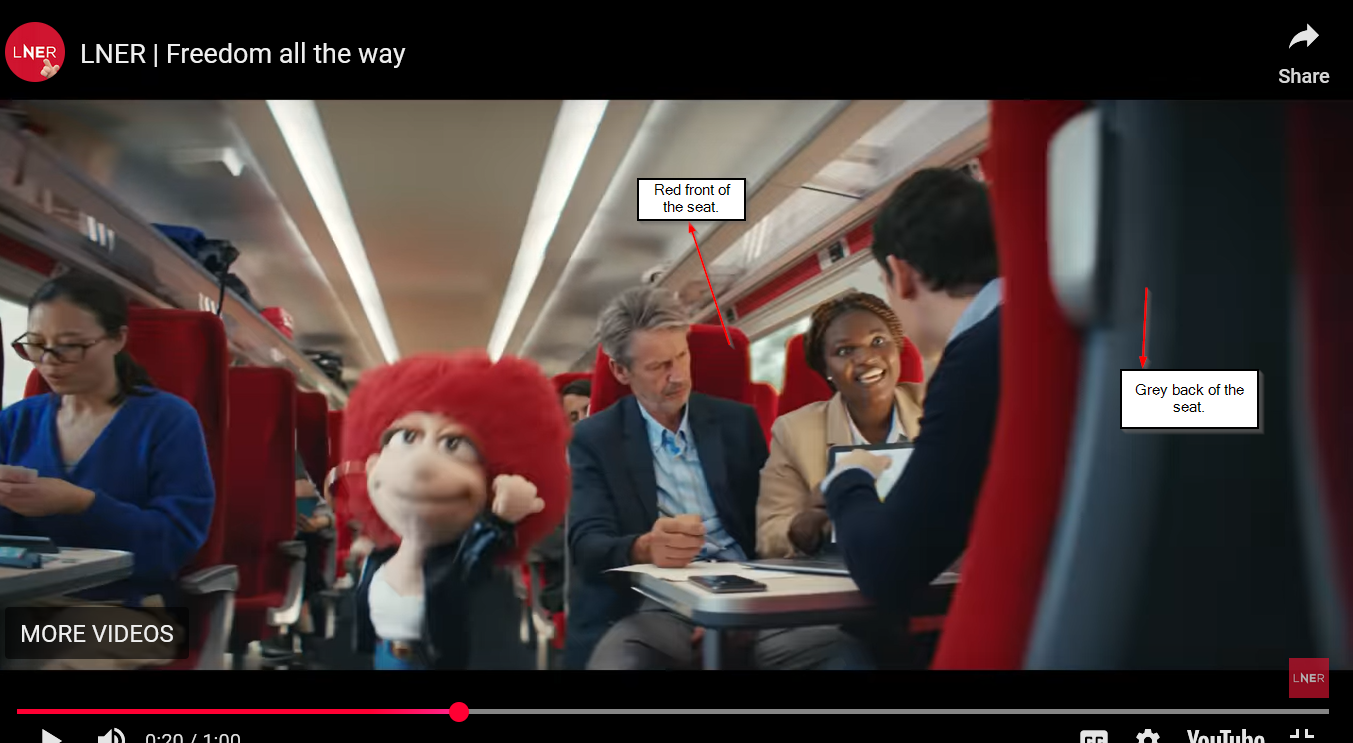 LNER
LNER | Freedom all the way
Share
Red front of
the seat.
Grey back of the
seat.
MORE VIDEOS
LNER
0:20 / 1:00
CC
YouTube